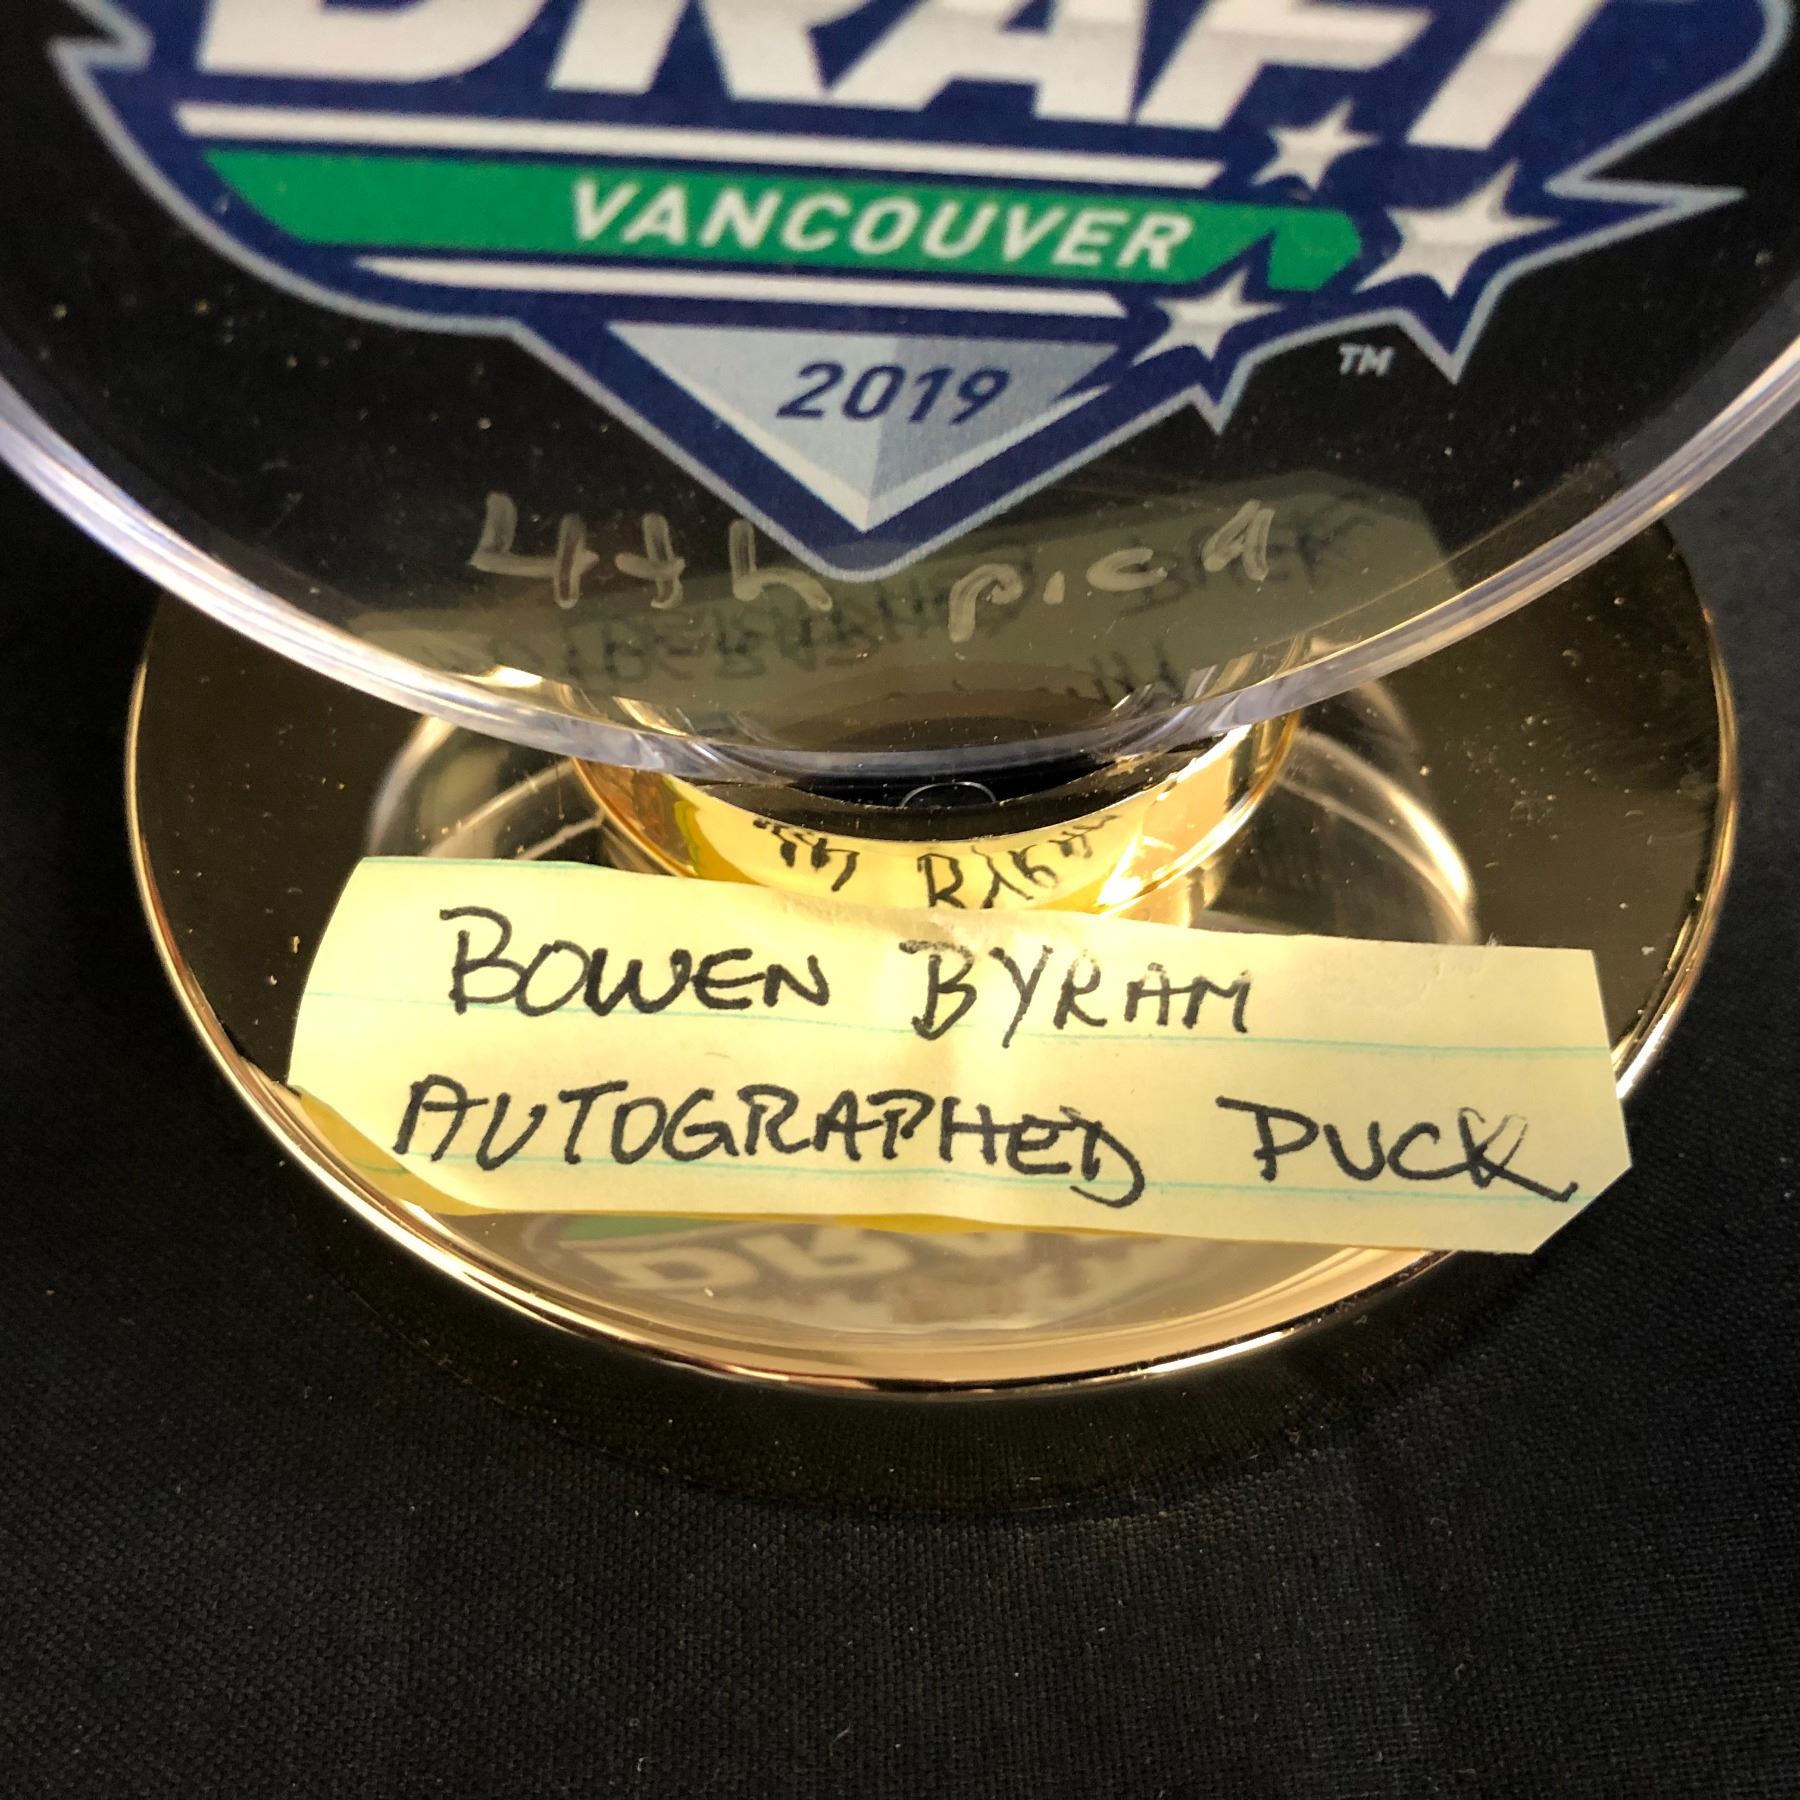 DRAFT
VANCOUVER
2019
TM
4th pick
BOWEN BYRAM
AUTOGRAPHED PUCK